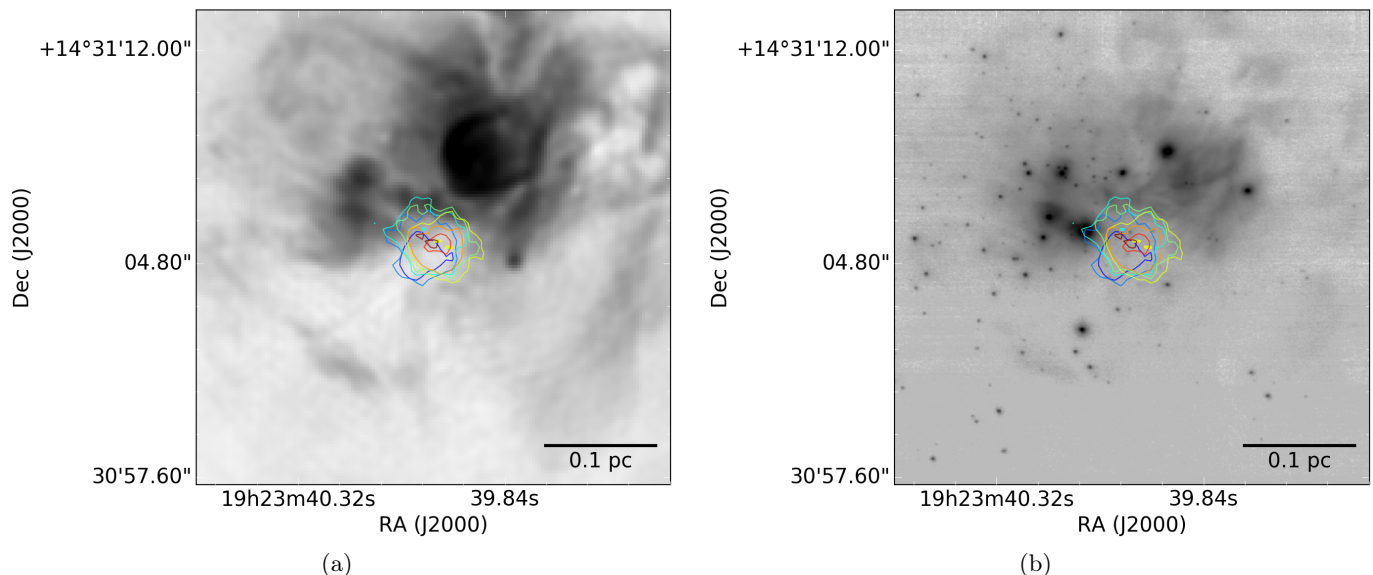 +14°31'12.00"
04.80"
30'57.60"
Dec (J2000)
19h23m40.32s
39.84s
RA (J2000)
0.1 pc
(a)
+14°31'12.00"
04.80"
30'57.60"
Dec (J2000)
19h23m40.32s
39.84s
RA (J2000)
0.1 pc
(b)